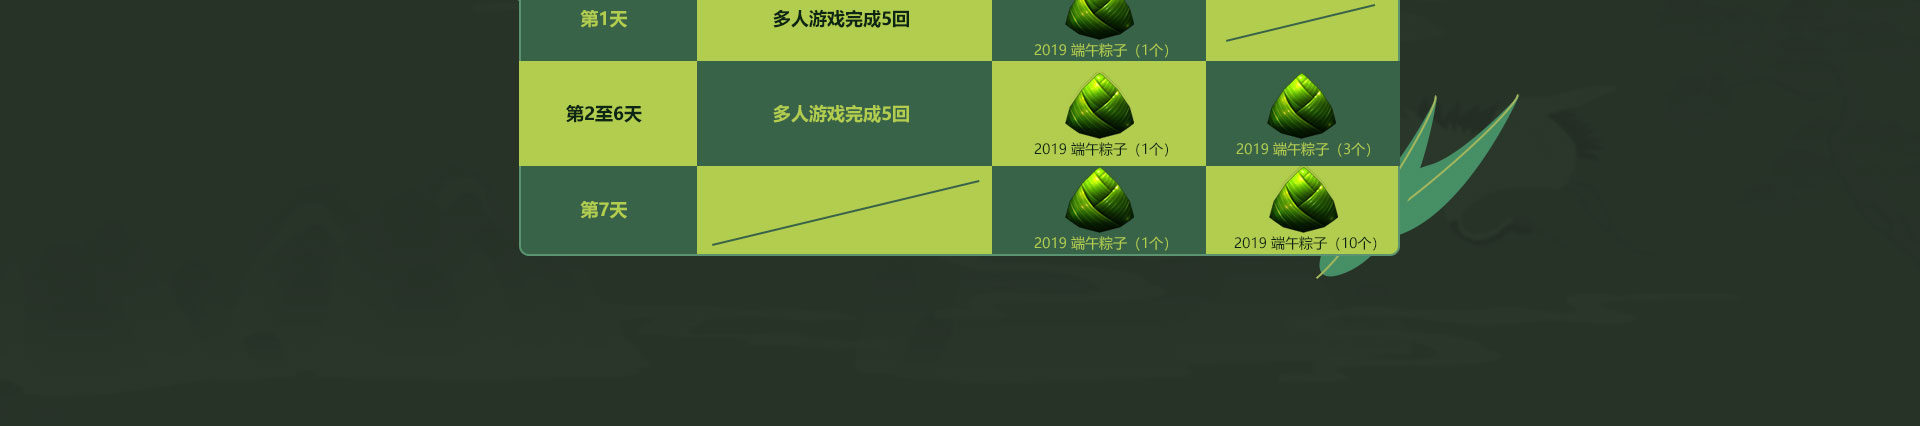 第1天
多人游戏完成5回
2019 端午粽子（1个）
第2至6天
多人游戏完成5回
2019 端午粽子（1个）
2019 端午粽子（3个）
第7天
2019 端午粽子（1个）
2019 端午粽子（10个）